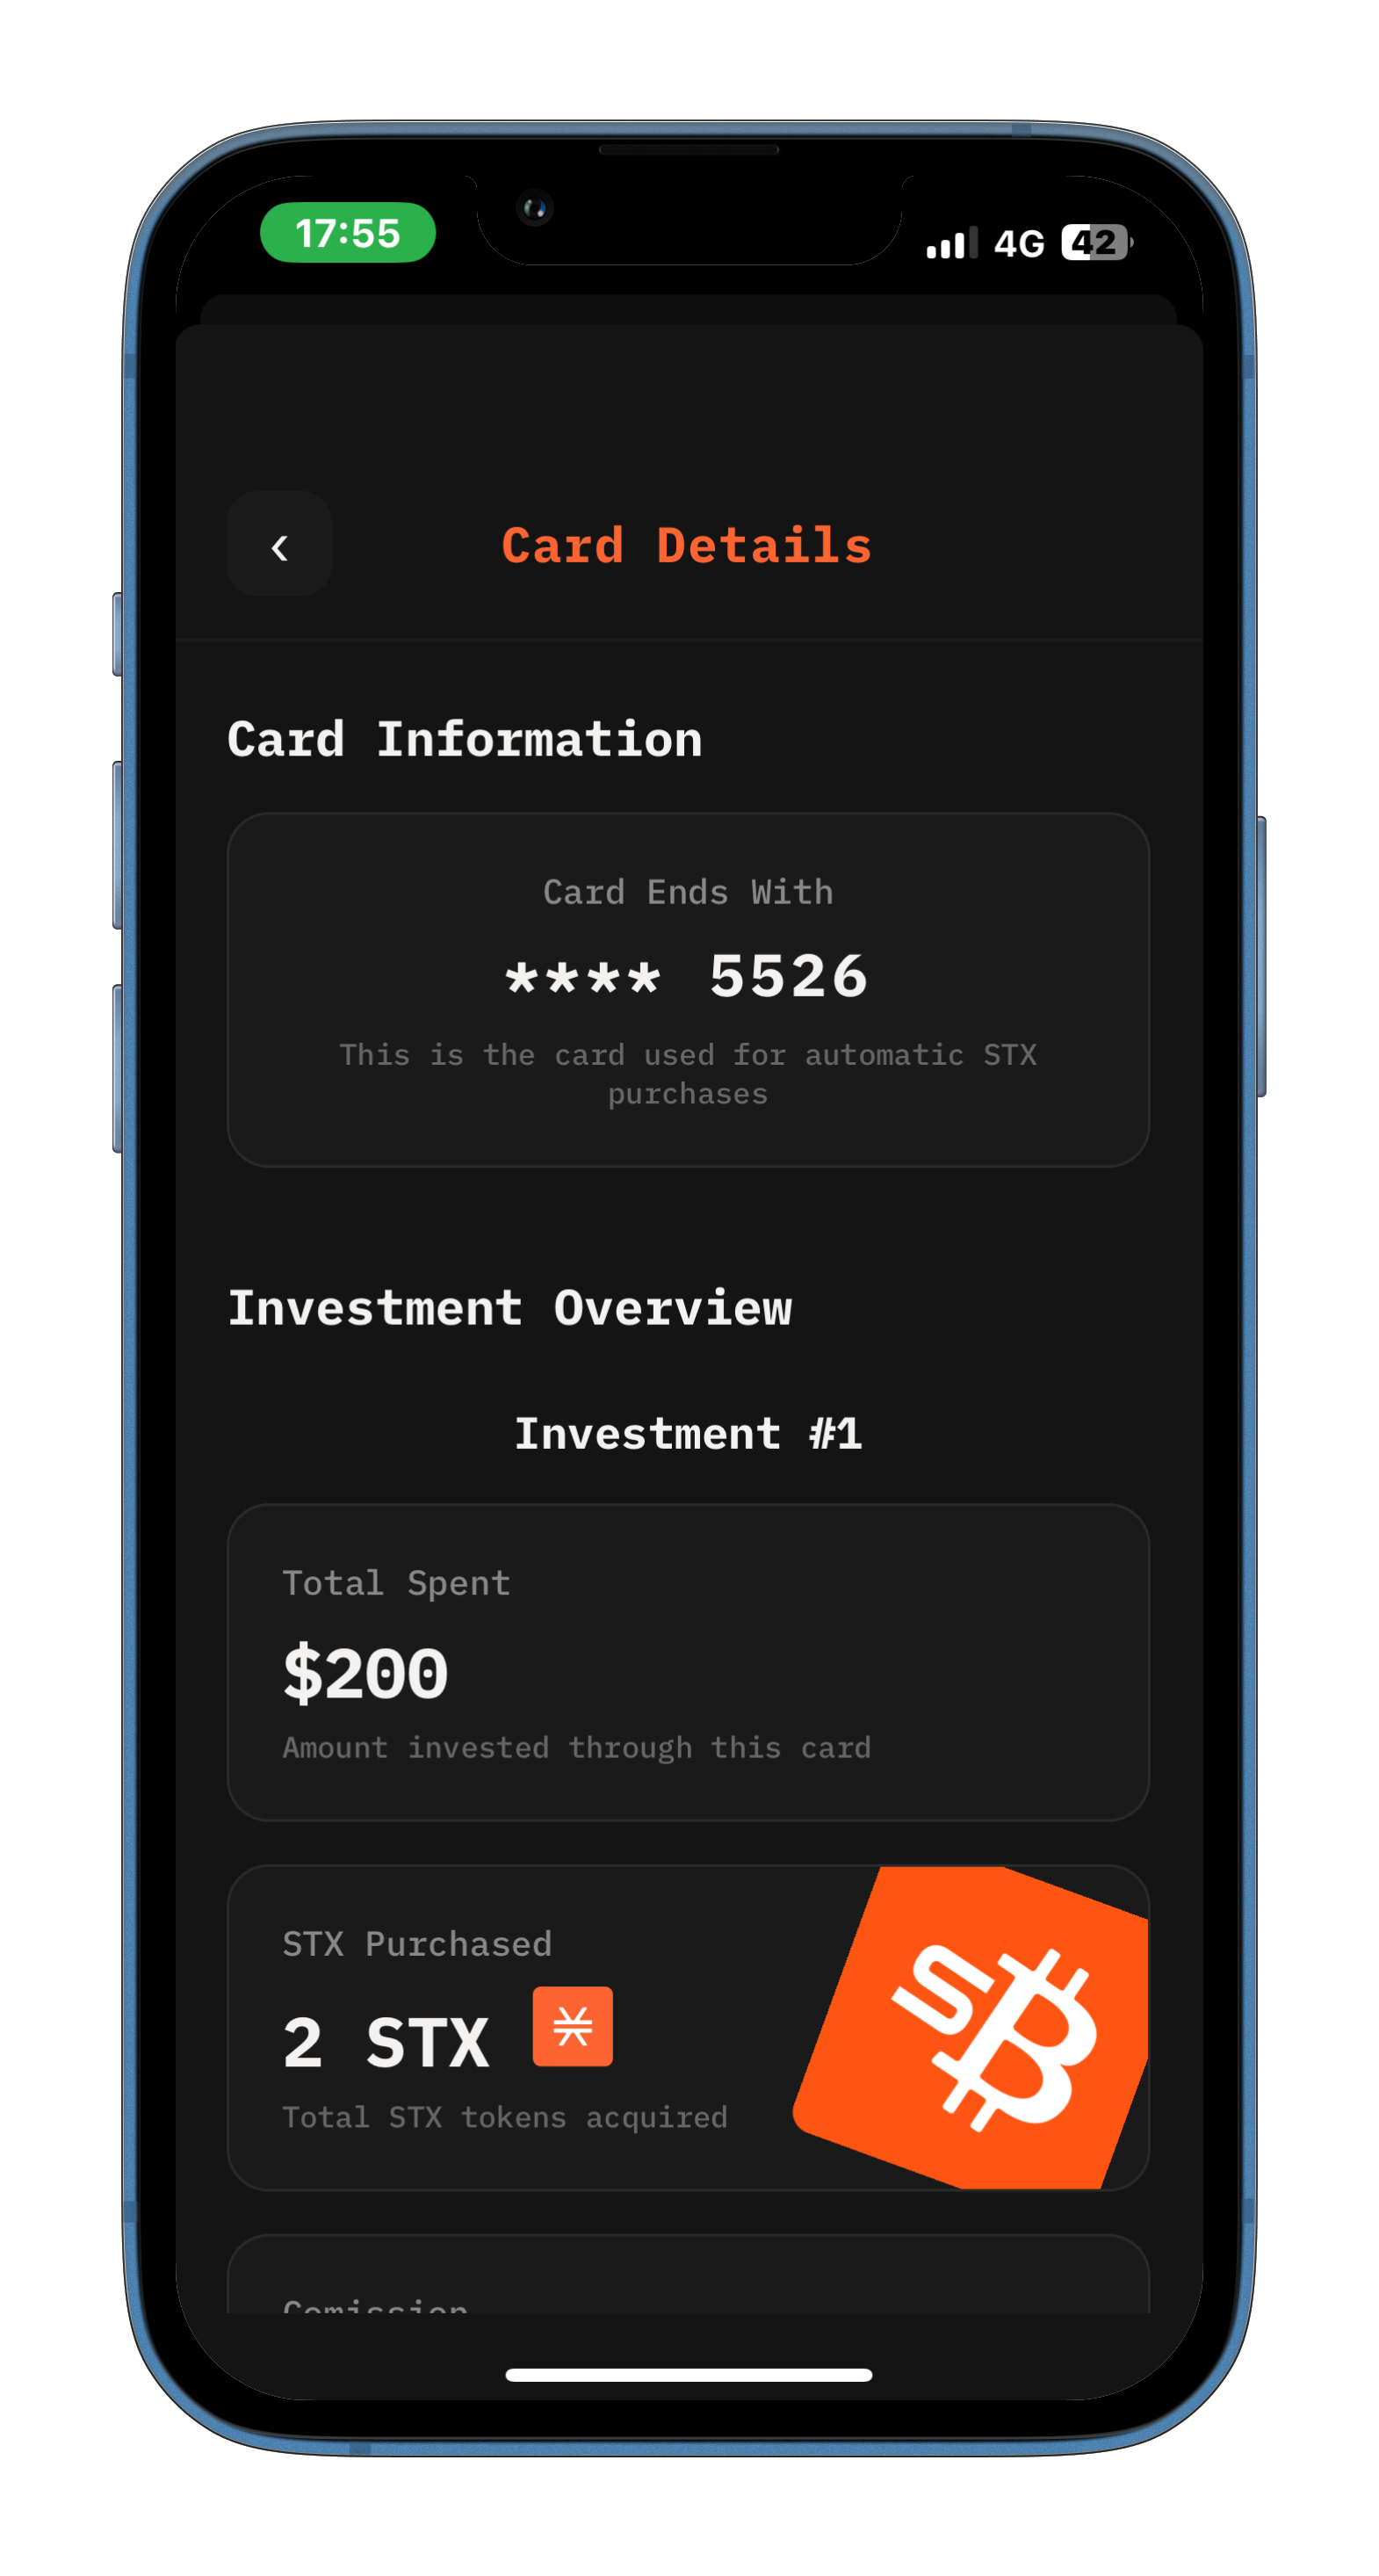 17:55
4G 42
‹
Card Details
Card Information
Card Ends With
**** 5526
This is the card used for automatic STX
purchases
Investment Overview
Investment #1
Total Spent
$200
Amount invested through this card
STX Purchased
2 STX
Total STX tokens acquired
Comission